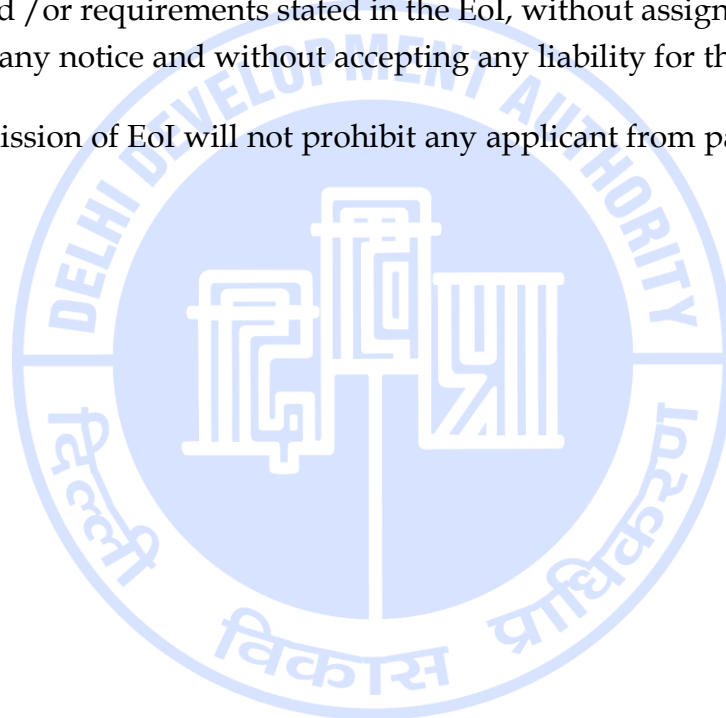 d /or requirements stated in the EoI, without assign
any notice and without accepting any liability for th
ission of EoI will not prohibit any applicant from pa
DELHI DEVELOPMENT AUTHORITY
दि वि प्रा
दिल्ली विकास प्राधिकरण